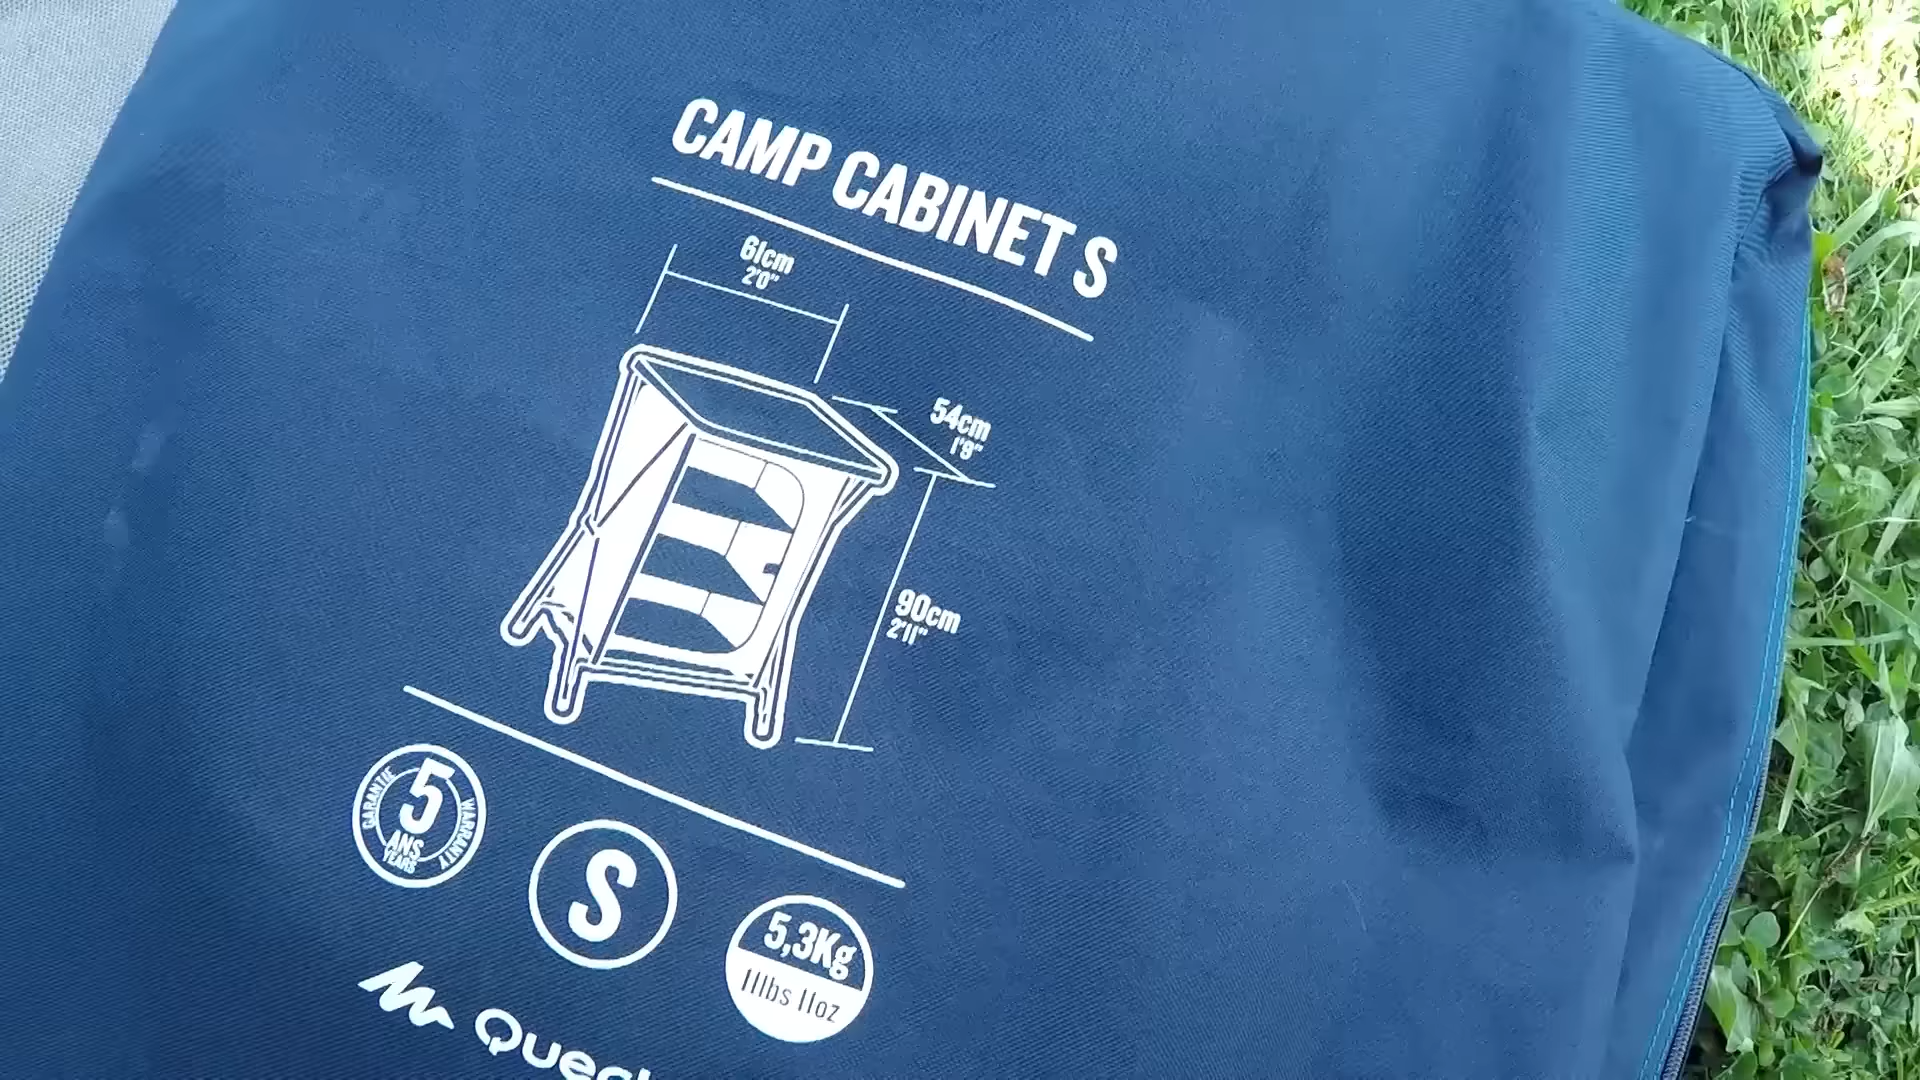 CAMP CABINET S
61cm
2'0"
54cm
1'9"
90cm
2'11"
GARANTIE
5
ANS
YEARS
WARRANTY
S
5,3Kg
11lbs 11oz